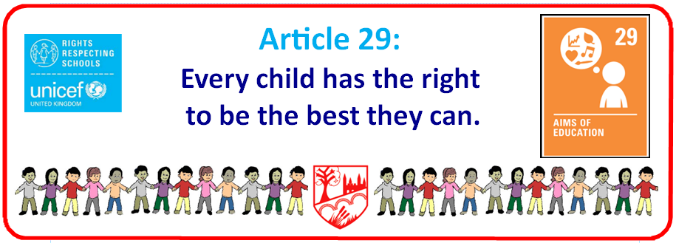 RIGHTS
RESPECTING
SCHOOLS
unicef
UNITED KINGDOM
Article 29:
Every child has the right
to be the best they can.
29
AIMS OF
EDUCATION